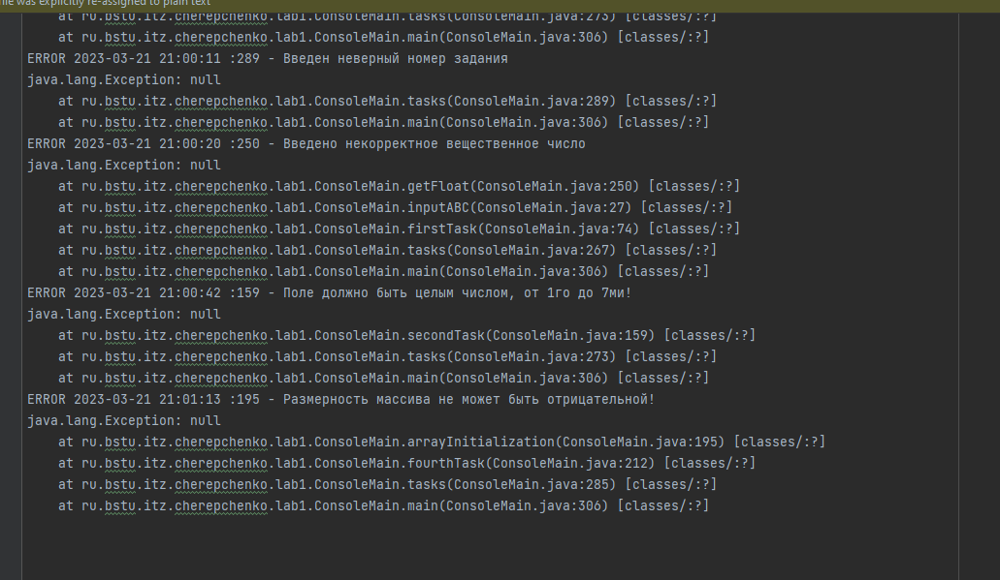 file was explicitly re-assigned to plain text
at ru.bstu.itz.cherepchenko.lab1.ConsoleMain.tasks(ConsoleMain.java:273) [classes/:?]
at ru.bstu.itz.cherepchenko.lab1.ConsoleMain.main(ConsoleMain.java:306) [classes/:?]
ERROR 2023-03-21 21:00:11 :289 - Введен неверный номер задания
java.lang.Exception: null
at ru.bstu.itz.cherepchenko.lab1.ConsoleMain.tasks(ConsoleMain.java:289) [classes/:?]
at ru.bstu.itz.cherepchenko.lab1.ConsoleMain.main(ConsoleMain.java:306) [classes/:?]
ERROR 2023-03-21 21:00:20 :250 - Введено некорректное вещественное число
java.lang.Exception: null
at ru.bstu.itz.cherepchenko.lab1.ConsoleMain.getFloat(ConsoleMain.java:250) [classes/:?]
at ru.bstu.itz.cherepchenko.lab1.ConsoleMain.inputABC(ConsoleMain.java:27) [classes/:?]
at ru.bstu.itz.cherepchenko.lab1.ConsoleMain.firstTask(ConsoleMain.java:74) [classes/:?]
at ru.bstu.itz.cherepchenko.lab1.ConsoleMain.tasks(ConsoleMain.java:267) [classes/:?]
at ru.bstu.itz.cherepchenko.lab1.ConsoleMain.main(ConsoleMain.java:306) [classes/:?]
ERROR 2023-03-21 21:00:42 :159 - Поле должно быть целым числом, от 1го до 7ми!
java.lang.Exception: null
at ru.bstu.itz.cherepchenko.lab1.ConsoleMain.secondTask(ConsoleMain.java:159) [classes/:?]
at ru.bstu.itz.cherepchenko.lab1.ConsoleMain.tasks(ConsoleMain.java:273) [classes/:?]
at ru.bstu.itz.cherepchenko.lab1.ConsoleMain.main(ConsoleMain.java:306) [classes/:?]
ERROR 2023-03-21 21:01:13 :195 - Размерность массива не может быть отрицательной!
java.lang.Exception: null
at ru.bstu.itz.cherepchenko.lab1.ConsoleMain.arrayInitialization(ConsoleMain.java:195) [classes/:?]
at ru.bstu.itz.cherepchenko.lab1.ConsoleMain.fourthTask(ConsoleMain.java:212) [classes/:?]
at ru.bstu.itz.cherepchenko.lab1.ConsoleMain.tasks(ConsoleMain.java:285) [classes/:?]
at ru.bstu.itz.cherepchenko.lab1.ConsoleMain.main(ConsoleMain.java:306) [classes/:?]